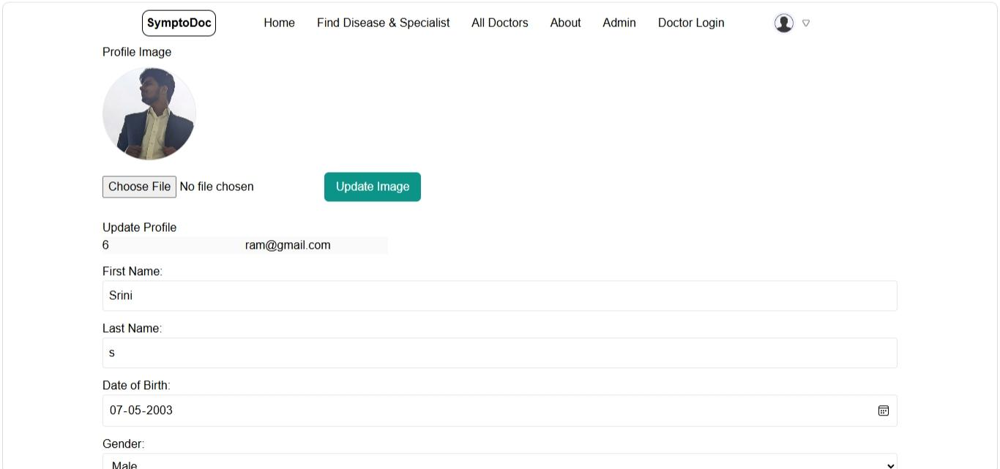 SymptoDoc Home Find Disease & Specialist All Doctors About Admin Doctor Login
Profile Image
Choose File No file chosen Update Image
Update Profile
6 ram@gmail.com
First Name:
Srini
Last Name:
s
Date of Birth:
07-05-2003
Gender:
Male